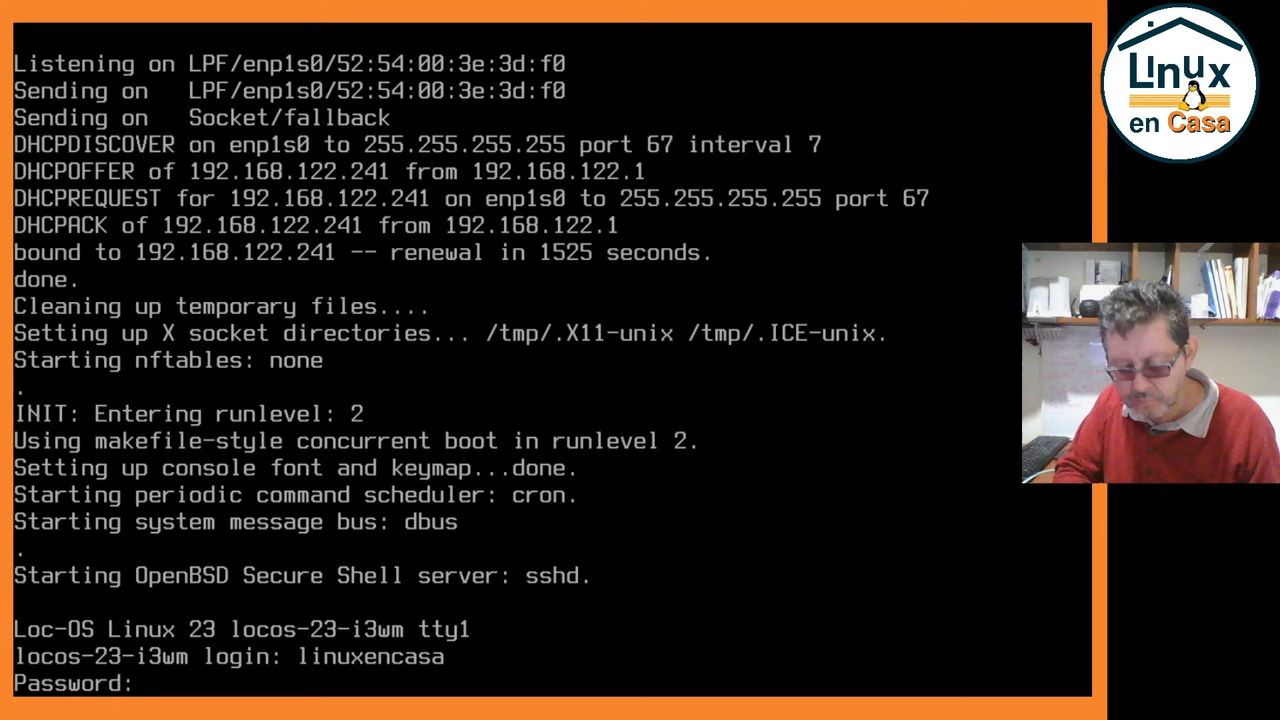 Listening on LPF/enp1s0/52:54:00:3e:3d:f0
Sending on   LPF/enp1s0/52:54:00:3e:3d:f0
Sending on   Socket/fallback
DHCPDISCOVER on enp1s0 to 255.255.255.255 port 67 interval 7
DHCPOFFER of 192.168.122.241 from 192.168.122.1
DHCPREQUEST for 192.168.122.241 on enp1s0 to 255.255.255.255 port 67
DHCPACK of 192.168.122.241 from 192.168.122.1
bound to 192.168.122.241 -- renewal in 1525 seconds.
done.
Cleaning up temporary files....
Setting up X socket directories... /tmp/.X11-unix /tmp/.ICE-unix.
Starting nftables: none
.
INIT: Entering runlevel: 2
Using makefile-style concurrent boot in runlevel 2.
Setting up console font and keymap...done.
Starting periodic command scheduler: cron.
Starting system message bus: dbus
.
Starting OpenBSD Secure Shell server: sshd.
Loc-OS Linux 23 locos-23-i3wm tty1
locos-23-i3wm login: linuxencasa
Password:
Linux
en Casa